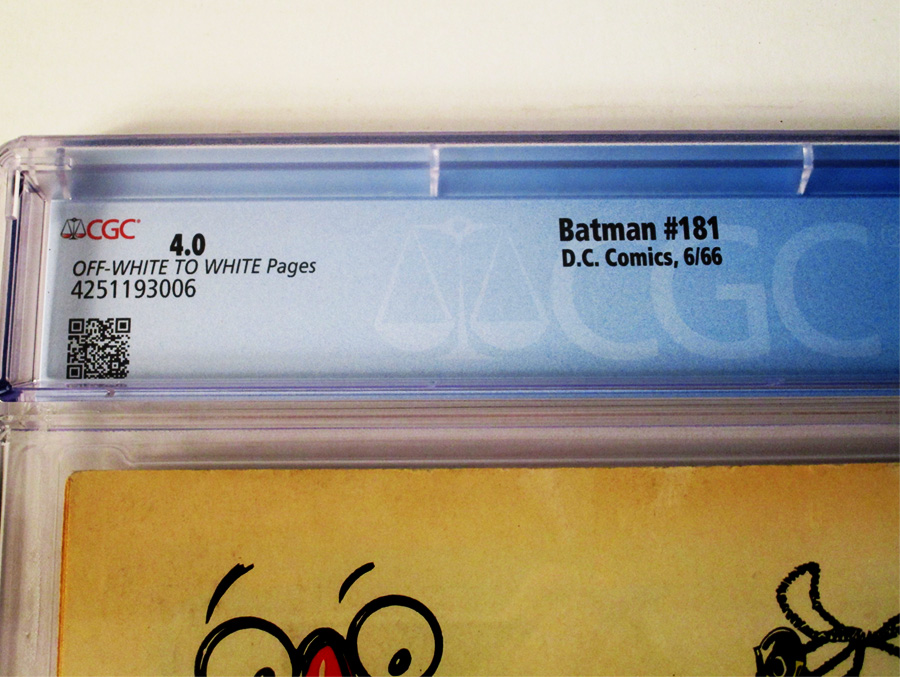 CGC
4.0
OFF-WHITE TO WHITE Pages
4251193006
Batman #181
D.C. Comics, 6/66
CGC